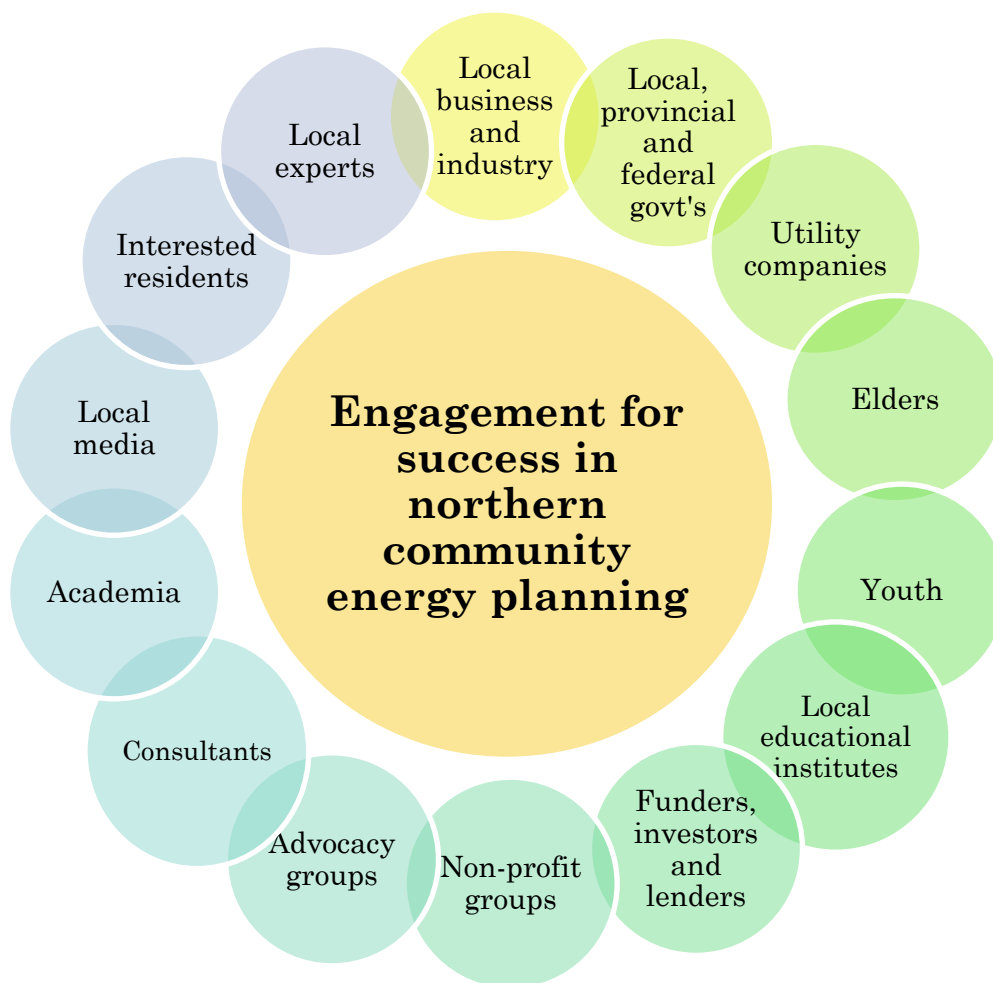 Local
business
and
industry
Local,
provincial
and
federal
govt's
Utility
companies
Elders
Youth
Local
educational
institutes
Funders,
investors
and
lenders
Non-profit
groups
Advocacy
groups
Consultants
Academia
Local
media
Interested
residents
Local
experts
Engagement for
success in
northern
community
energy planning